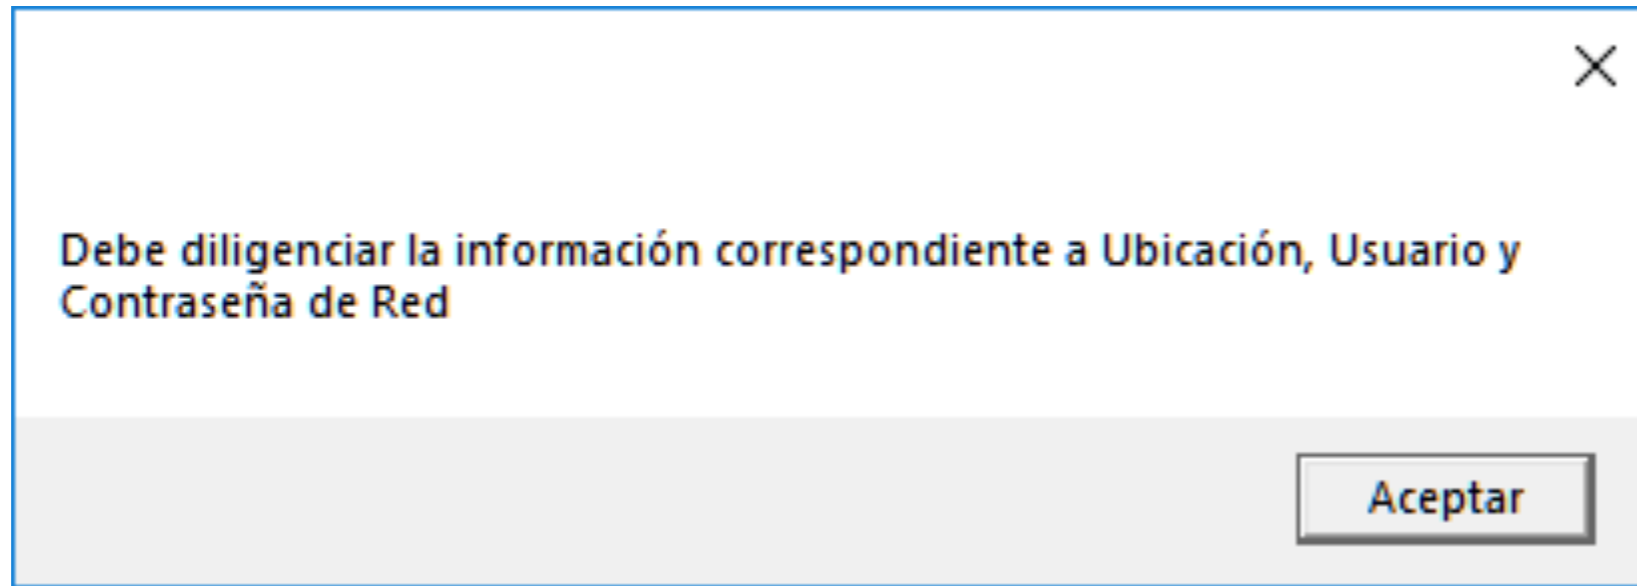 Debe diligenciar la información correspondiente a Ubicación, Usuario y
Contraseña de Red
Aceptar